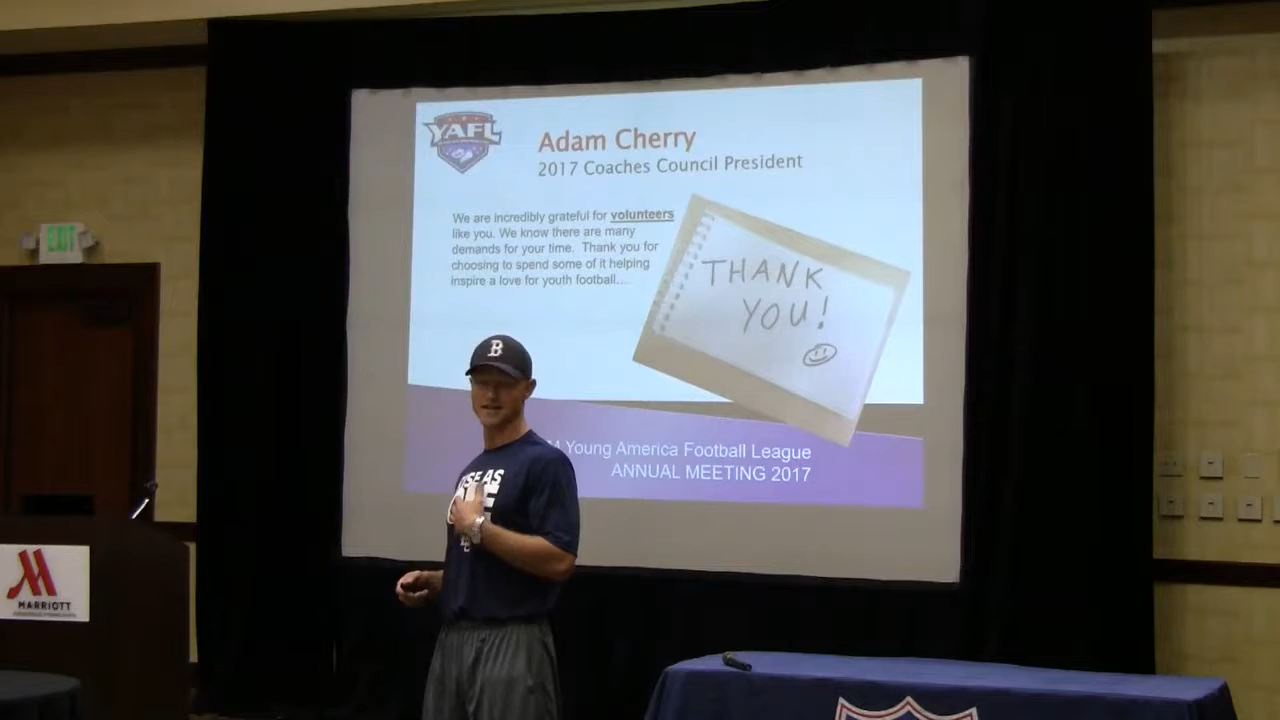 YAFL
Adam Cherry
2017 Coaches Council President
We are incredibly grateful for volunteers
like you. We know there are many
demands for your time. Thank you for
choosing to spend some of it helping
inspire a love for youth football…
THANK
YOU!
EXIT
B
Young America Football League
ANNUAL MEETING 2017
MARRIOTT